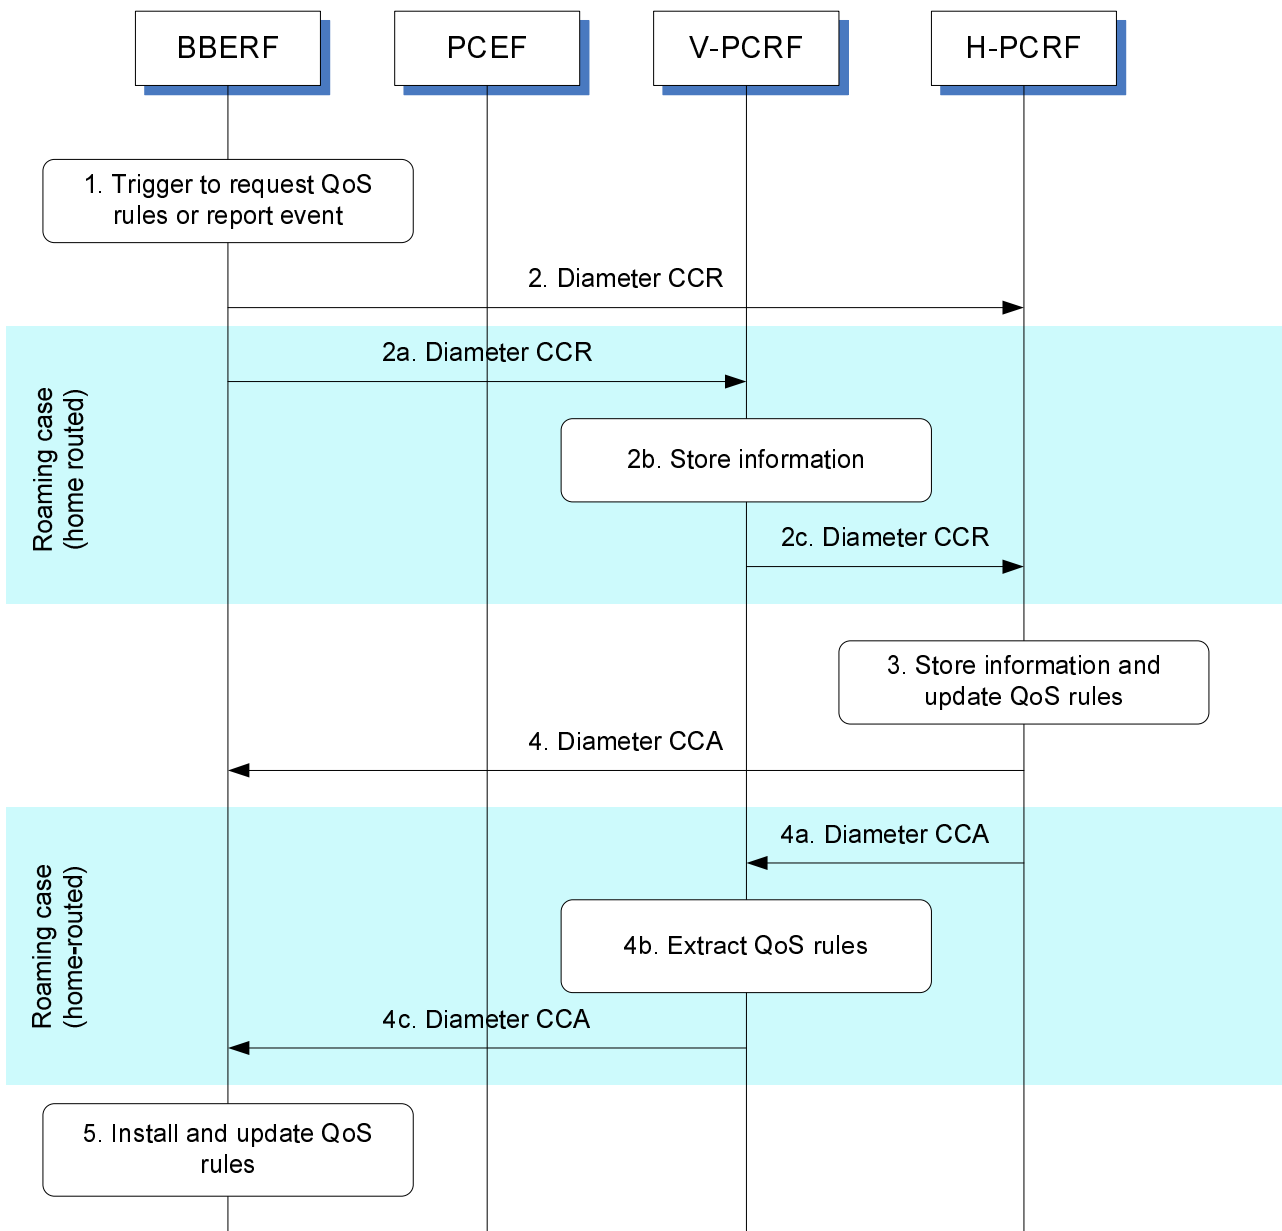 BBERF
PCEF
V-PCRF
H-PCRF
1. Trigger to request QoS
rules or report event
2. Diameter CCR
2a. Diameter CCR
Roaming case
(home routed)
2b. Store information
2c. Diameter CCR
3. Store information and
update QoS rules
4. Diameter CCA
4a. Diameter CCA
Roaming case
(home-routed)
4b. Extract QoS rules
4c. Diameter CCA
5. Install and update QoS
rules